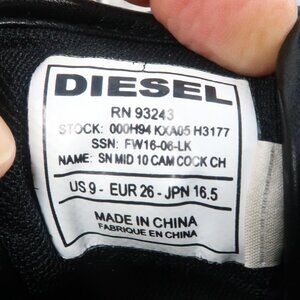 DIESEL
RN 93243
STOCK: 000H94 KXA05 H3177
SSN: FW16-06-LK
NAME: SN MID 10 CAM COCK CH
US 9 - EUR 26 - JPN 16.5
MADE IN CHINA
FABRIQUE EN CHINA